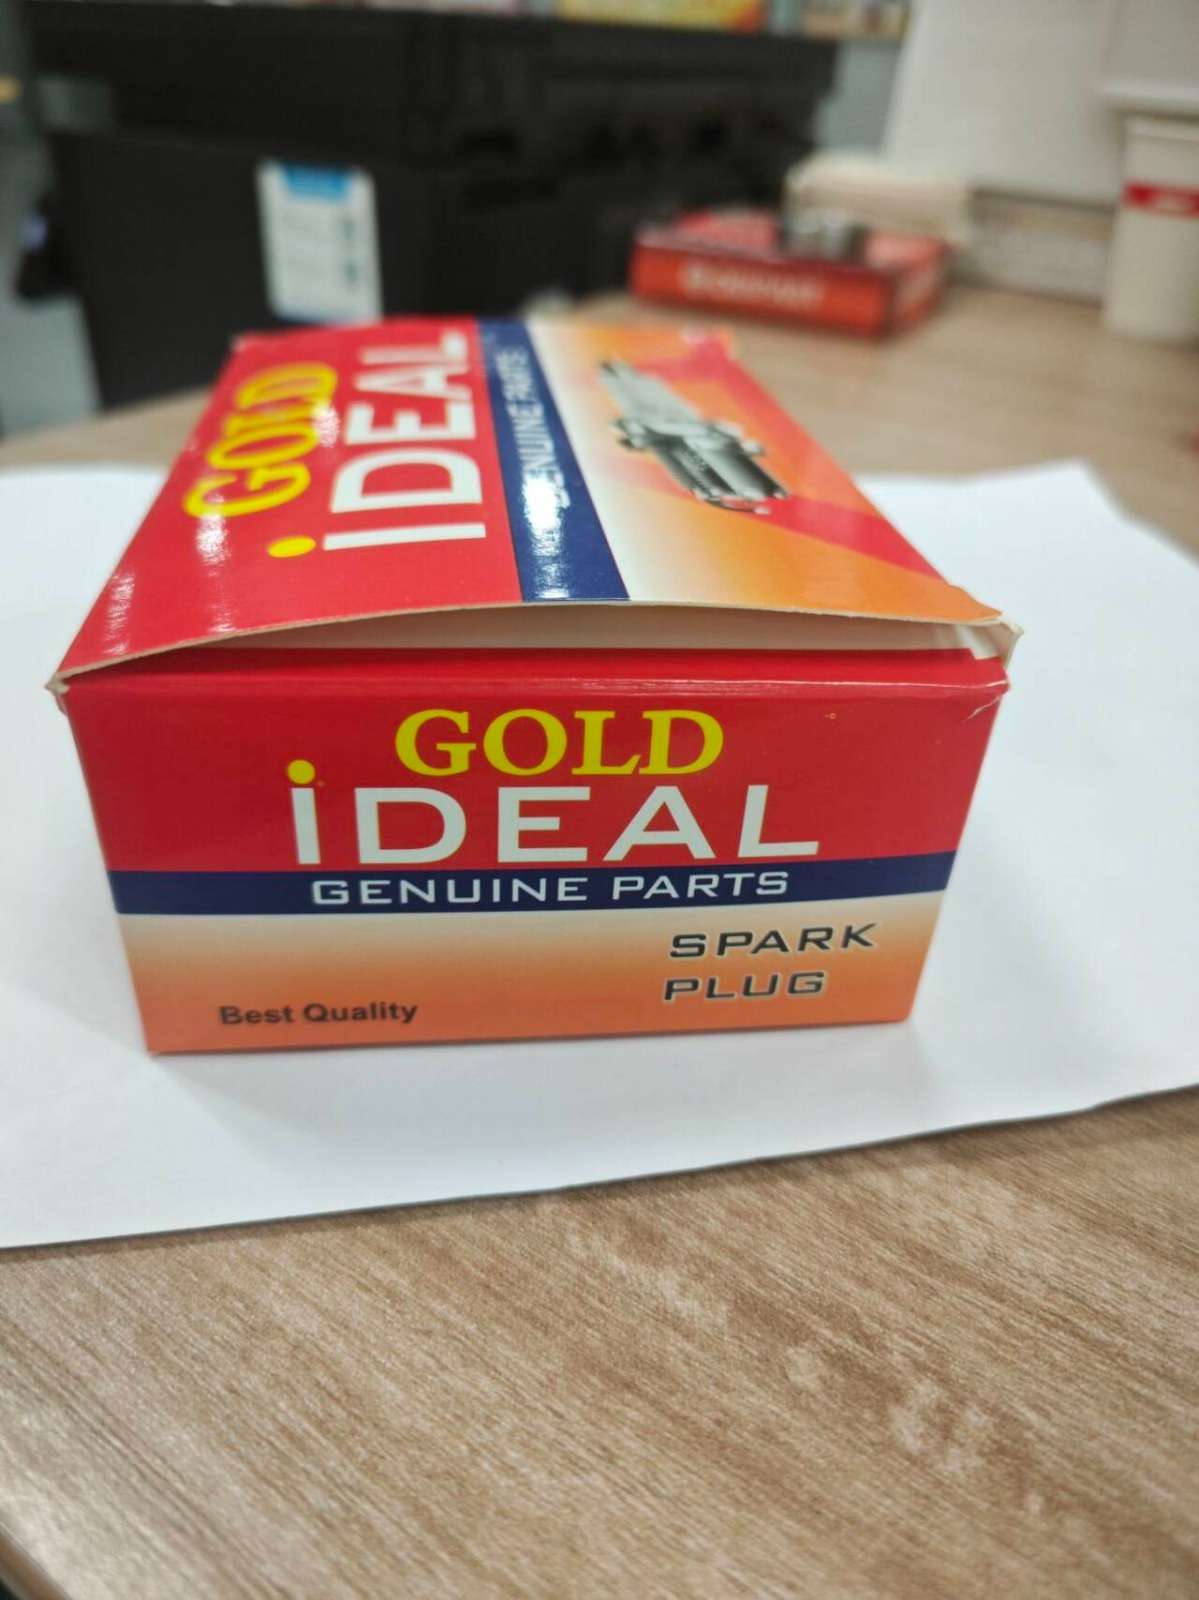 GOLD
iDEAL
GENUINE PARTS
GOLD
iDEAL
GENUINE PARTS
SPARK
PLUG
Best Quality